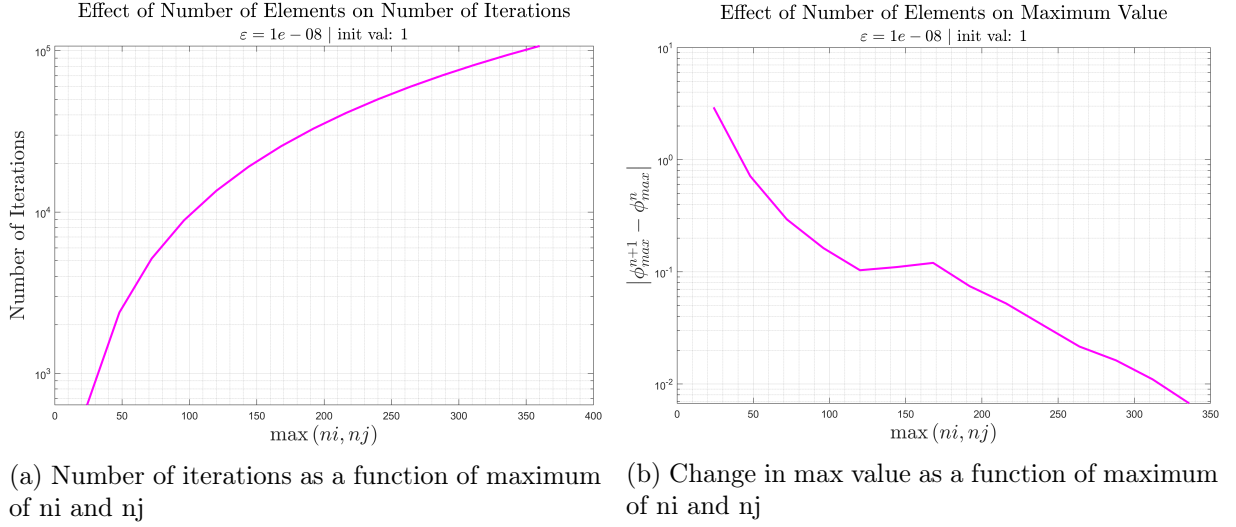 Effect of Number of Elements on Number of Iterations
ε = 1e − 08 | init val: 1
10^5
10^4
10^3
Number of Iterations
0 50 100 150 200 250 300 350 400
max (ni, nj)
(a) Number of iterations as a function of maximum
of ni and nj
Effect of Number of Elements on Maximum Value
ε = 1e − 08 | init val: 1
10^1
10^0
10^-1
10^-2
|ϕ^{n+1}_{max} − ϕ^n_{max}|
0 50 100 150 200 250 300 350
max (ni, nj)
(b) Change in max value as a function of maximum
of ni and nj